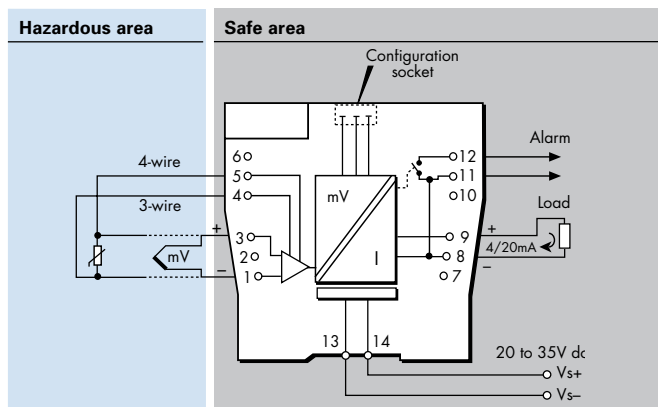 Hazardous area
Safe area
Configuration
socket
Alarm
4-wire
3-wire
6
5
4
3
2
1
+
–
mV
mV
I
12
11
10
9
8
7
Load
+
4/20mA
–
13
14
20 to 35V dc
Vs+
Vs–